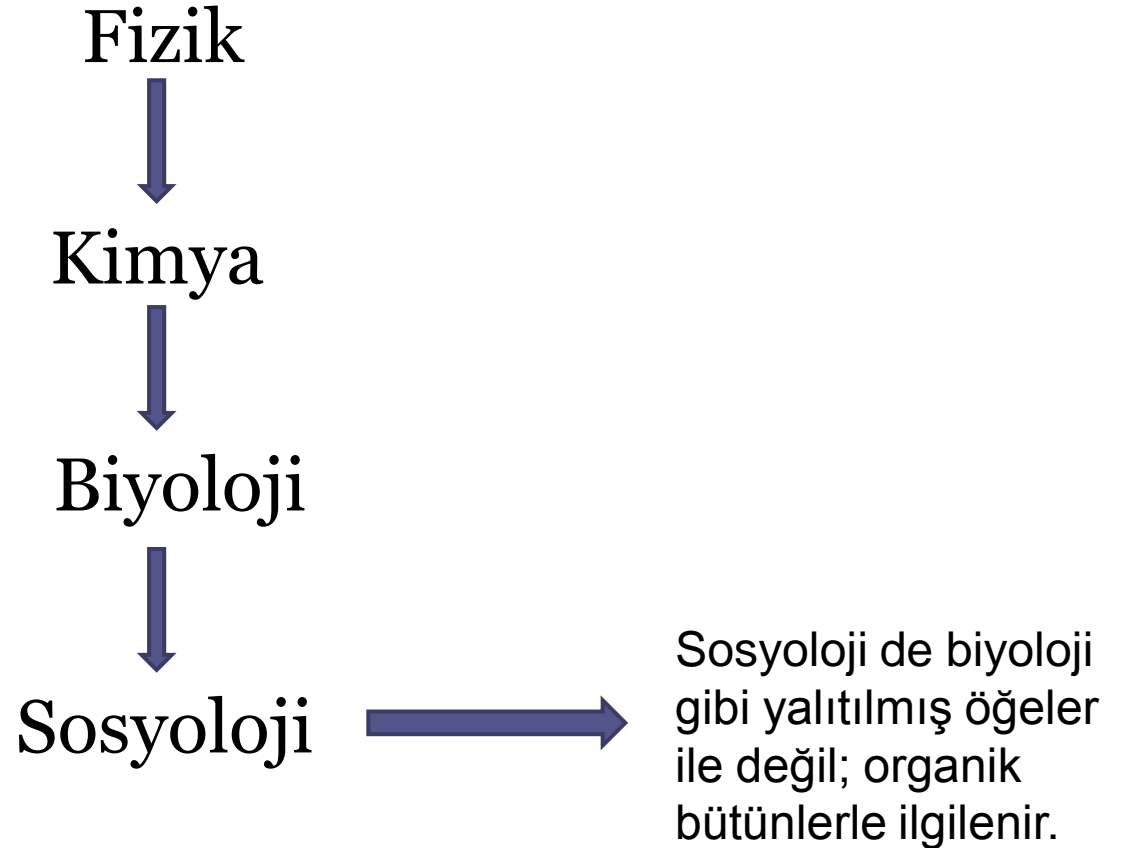 Fizik
Kimya
Biyoloji
Sosyoloji
Sosyoloji de biyoloji
gibi yalıtılmış öğeler
ile değil; organik
bütünlerle ilgilenir.